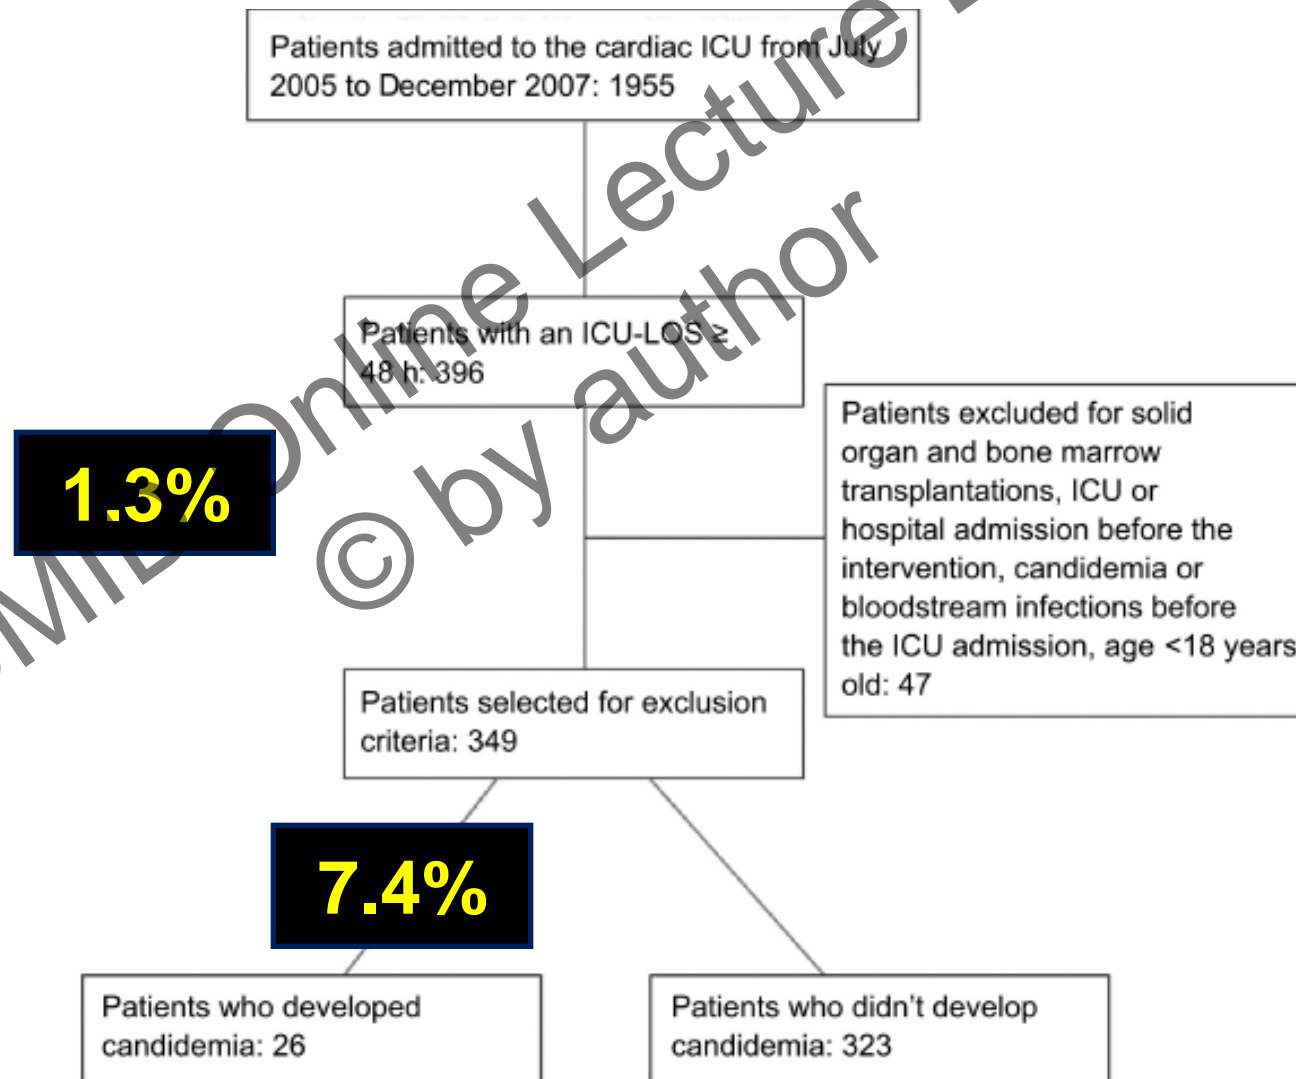 Patients admitted to the cardiac ICU from July
2005 to December 2007: 1955
Patients with an ICU-LOS ≥
48 h: 396
Patients excluded for solid
organ and bone marrow
transplantations, ICU or
hospital admission before the
intervention, candidemia or
bloodstream infections before
the ICU admission, age <18 years
old: 47
1.3%
Patients selected for exclusion
criteria: 349
7.4%
Patients who developed
candidemia: 26
Patients who didn't develop
candidemia: 323
Online Lecture
© by author